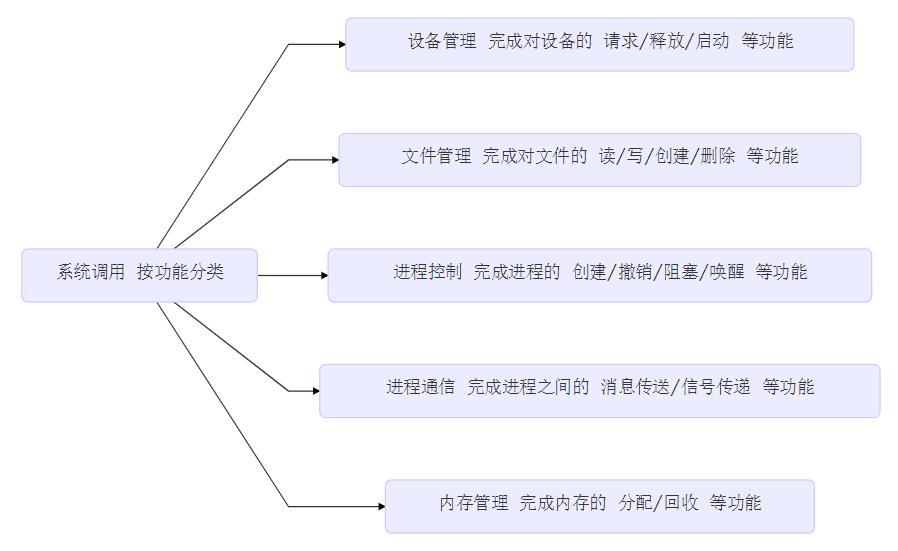 设备管理 完成对设备的 请求/释放/启动 等功能
文件管理 完成对文件的 读/写/创建/删除 等功能
系统调用 按功能分类
进程控制 完成进程的 创建/撤销/阻塞/唤醒 等功能
进程通信 完成进程之间的 消息传送/信号传递 等功能
内存管理 完成内存的 分配/回收 等功能